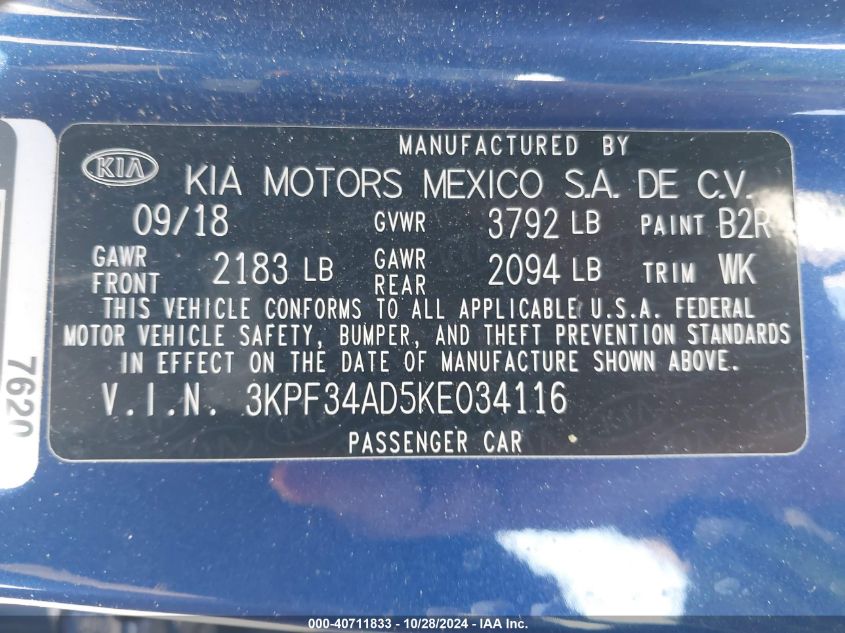 MANUFACTURED BY
KIA KIA MOTORS MEXICO S.A. DE C.V.
09/18 GVWR 3792 LB PAINT B2R
GAWR FRONT 2183 LB GAWR REAR 2094 LB TRIM WK
THIS VEHICLE CONFORMS TO ALL APPLICABLE U.S.A. FEDERAL
MOTOR VEHICLE SAFETY, BUMPER, AND THEFT PREVENTION STANDARDS
IN EFFECT ON THE DATE OF MANUFACTURE SHOWN ABOVE.
V.I.N. 3KPF34AD5KE034116
PASSENGER CAR
7620
000-40711833 - 10/28/2024 - © IAA, Inc.